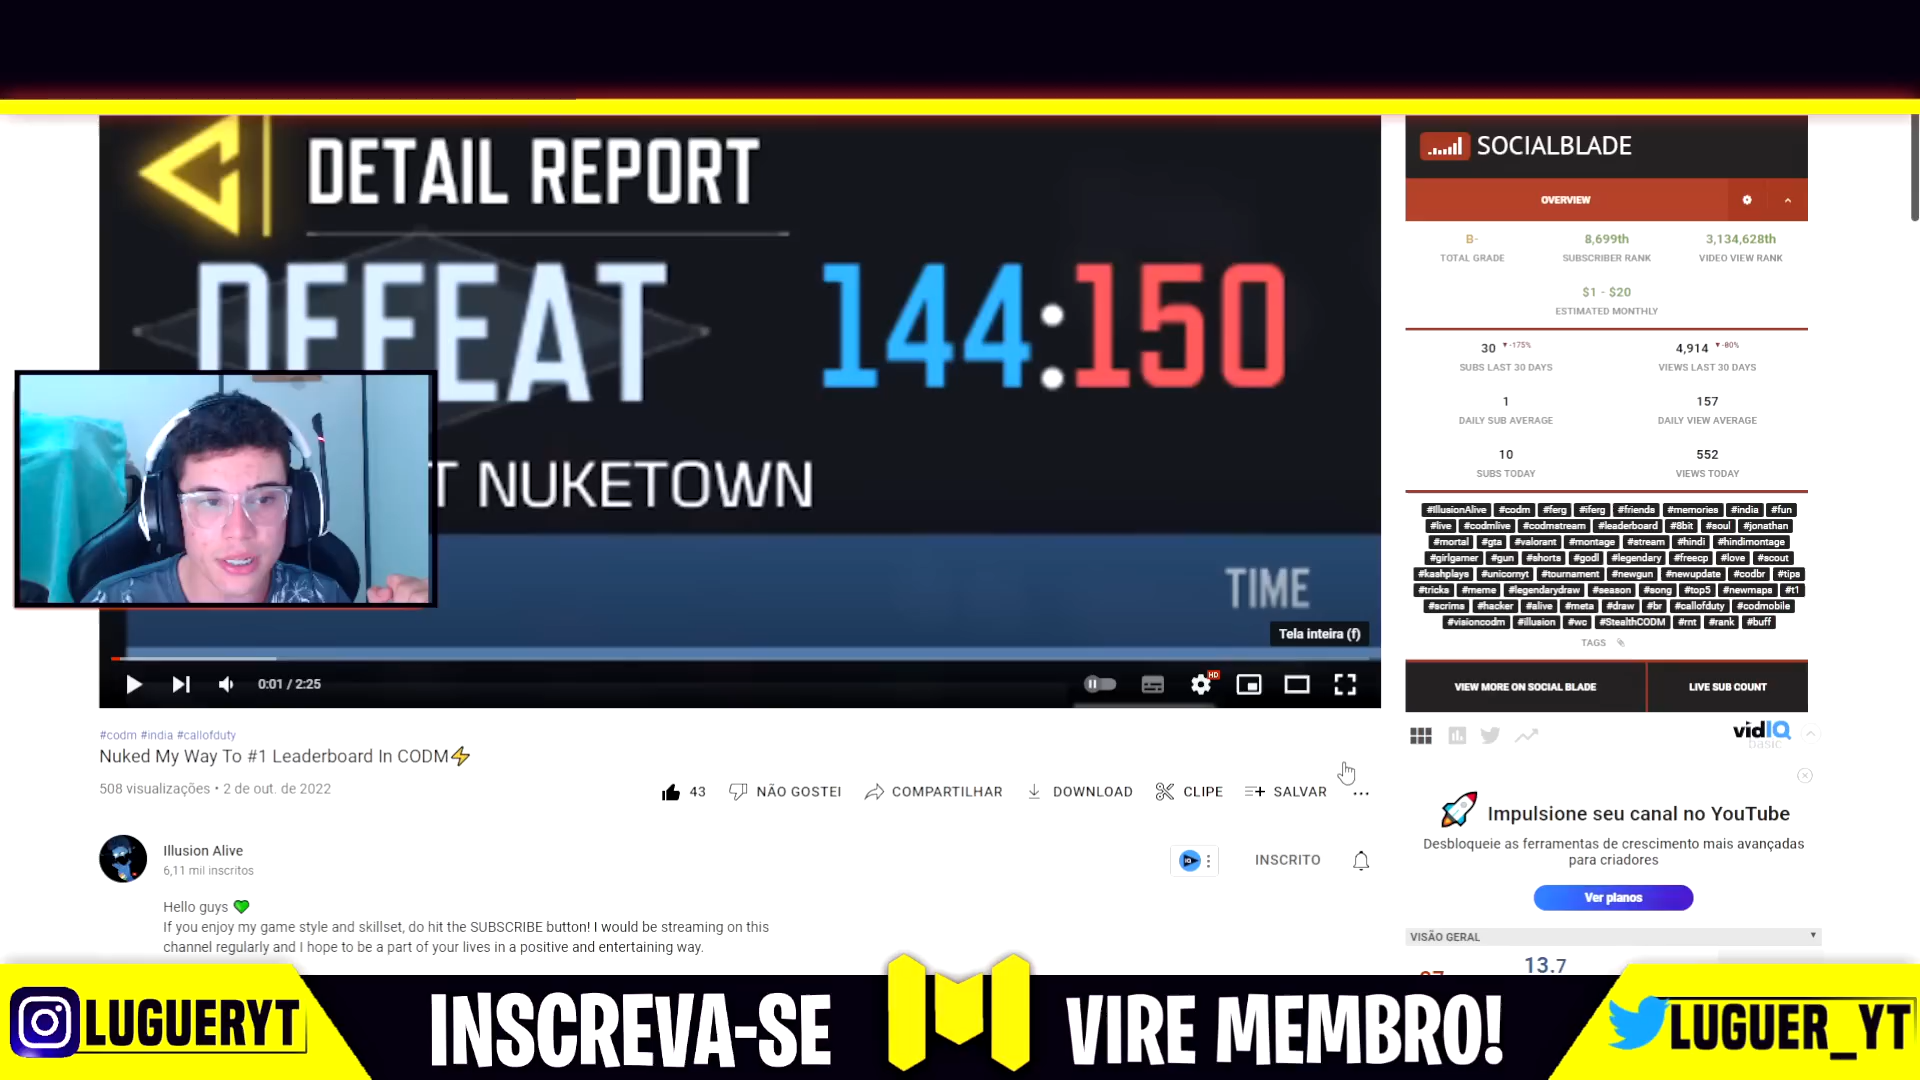 DETAIL REPORT
DEFEAT 144:150
T NUKETOWN
TIME
Tela inteira (f)
0:01 / 2:25
HD
#codm #india #callofduty
Nuked My Way To #1 Leaderboard In CODM⚡
508 visualizações • 2 de out. de 2022
43 NÃO GOSTEI COMPARTILHAR DOWNLOAD CLIPE SALVAR ...
Illusion Alive
6,11 mil inscritos
INSCRITO
Hello guys 💚
If you enjoy my game style and skillset, do hit the SUBSCRIBE button! I would be streaming on this
channel regularly and I hope to be a part of your lives in a positive and entertaining way.
SOCIALBLADE
OVERVIEW
B- 8,699th 3,134,628th
TOTAL GRADE SUBSCRIBER RANK VIDEO VIEW RANK
$1 - $20
ESTIMATED MONTHLY
30 ▼-175% 4,914 ▼-80%
SUBS LAST 30 DAYS VIEWS LAST 30 DAYS
1 157
DAILY SUB AVERAGE DAILY VIEW AVERAGE
10 552
SUBS TODAY VIEWS TODAY
#IllusionAlive #codm #ferg #iferg #friends #memories #india #fun
#live #codmlive #codmstream #leaderboard #8bit #soul #jonathan
#mortal #gta #valorant #montage #stream #hindi #hindimontage
#girlgamer #gun #shorts #godl #legendary #freecp #love #scout
#kashplays #unicornyt #tournament #newgun #newupdate #codbr #tips
#tricks #meme #legendarydraw #season #song #top5 #newmaps #t1
#scrims #hacker #alive #meta #draw #br #callofduty #codmobile
#visioncodm #illusion #wc #StealthCODM #rnt #rank #buff
TAGS
VIEW MORE ON SOCIAL BLADE LIVE SUB COUNT
vidIQ
basic
Impulsione seu canal no YouTube
Desbloqueie as ferramentas de crescimento mais avançadas
para criadores
Ver planos
VISÃO GERAL
13.7
LUGUERYT INSCREVA-SE VIRE MEMBRO! LUGUER_YT